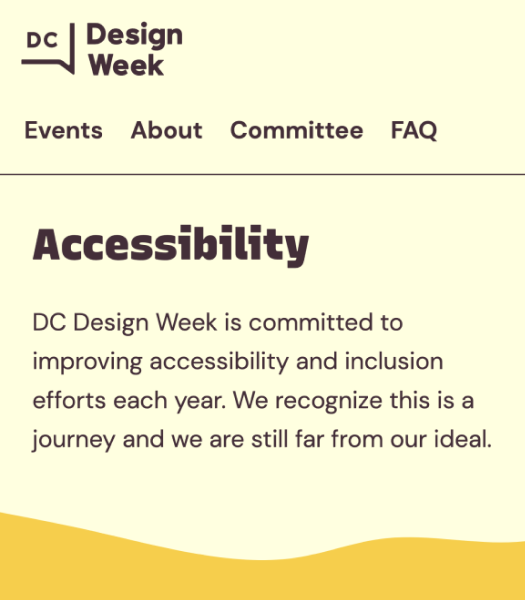 DC Design
Week
Events About Committee FAQ
Accessibility
DC Design Week is committed to
improving accessibility and inclusion
efforts each year. We recognize this is a
journey and we are still far from our ideal.